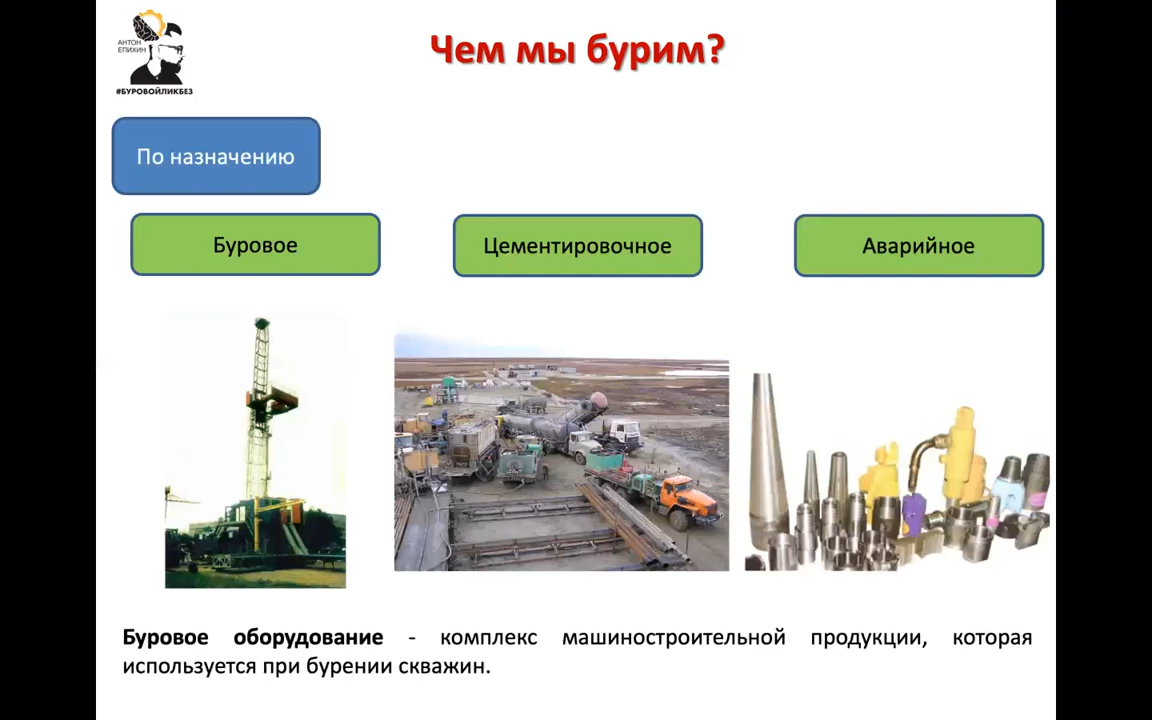 АНТОН
ЕПИХИН
#БУРОВОЙЛИКБЕЗ
Чем мы бурим?
По назначению
Буровое
Цементировочное
Аварийное
Буровое оборудование - комплекс машиностроительной продукции, которая
используется при бурении скважин.